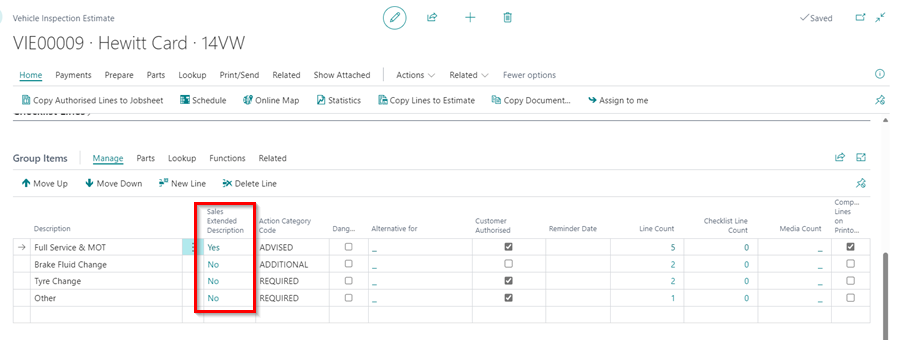 Vehicle Inspection Estimate
Saved
VIE00009 · Hewitt Card · 14VW
Home Payments Prepare Parts Lookup Print/Send Related Show Attached Actions Related Fewer options
Copy Authorised Lines to Jobsheet Schedule Online Map Statistics Copy Lines to Estimate Copy Document... Assign to me
Group Items Manage Parts Lookup Functions Related
Move Up Move Down New Line Delete Line
Description Sales Extended Description Action Category Code Dang... Alternative for Customer Authorised Reminder Date Line Count Checklist Line Count Media Count Comp... Lines on Printo...
Full Service & MOT Yes ADVISED _ 5 0 _
Brake Fluid Change No ADDITIONAL _ 2 0 _
Tyre Change No REQUIRED _ 2 0 _
Other No REQUIRED _ 1 0 _